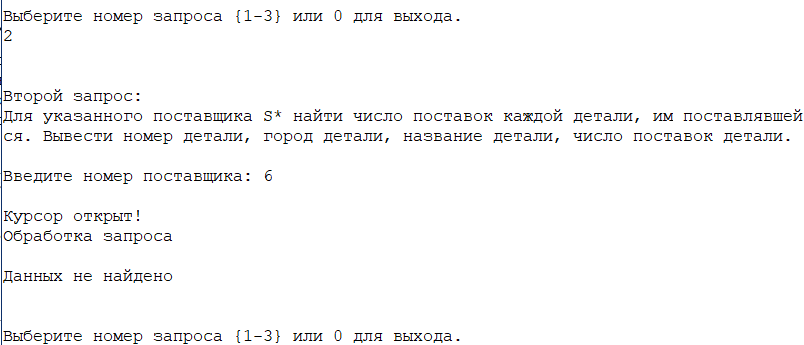 Выберите номер запроса {1-3} или 0 для выхода.
2
Второй запрос:
Для указанного поставщика S* найти число поставок каждой детали, им поставлявшей
ся. Вывести номер детали, город детали, название детали, число поставок детали.
Введите номер поставщика: 6
Курсор открыт!
Обработка запроса
Данных не найдено
Выберите номер запроса {1-3} или 0 для выхода.